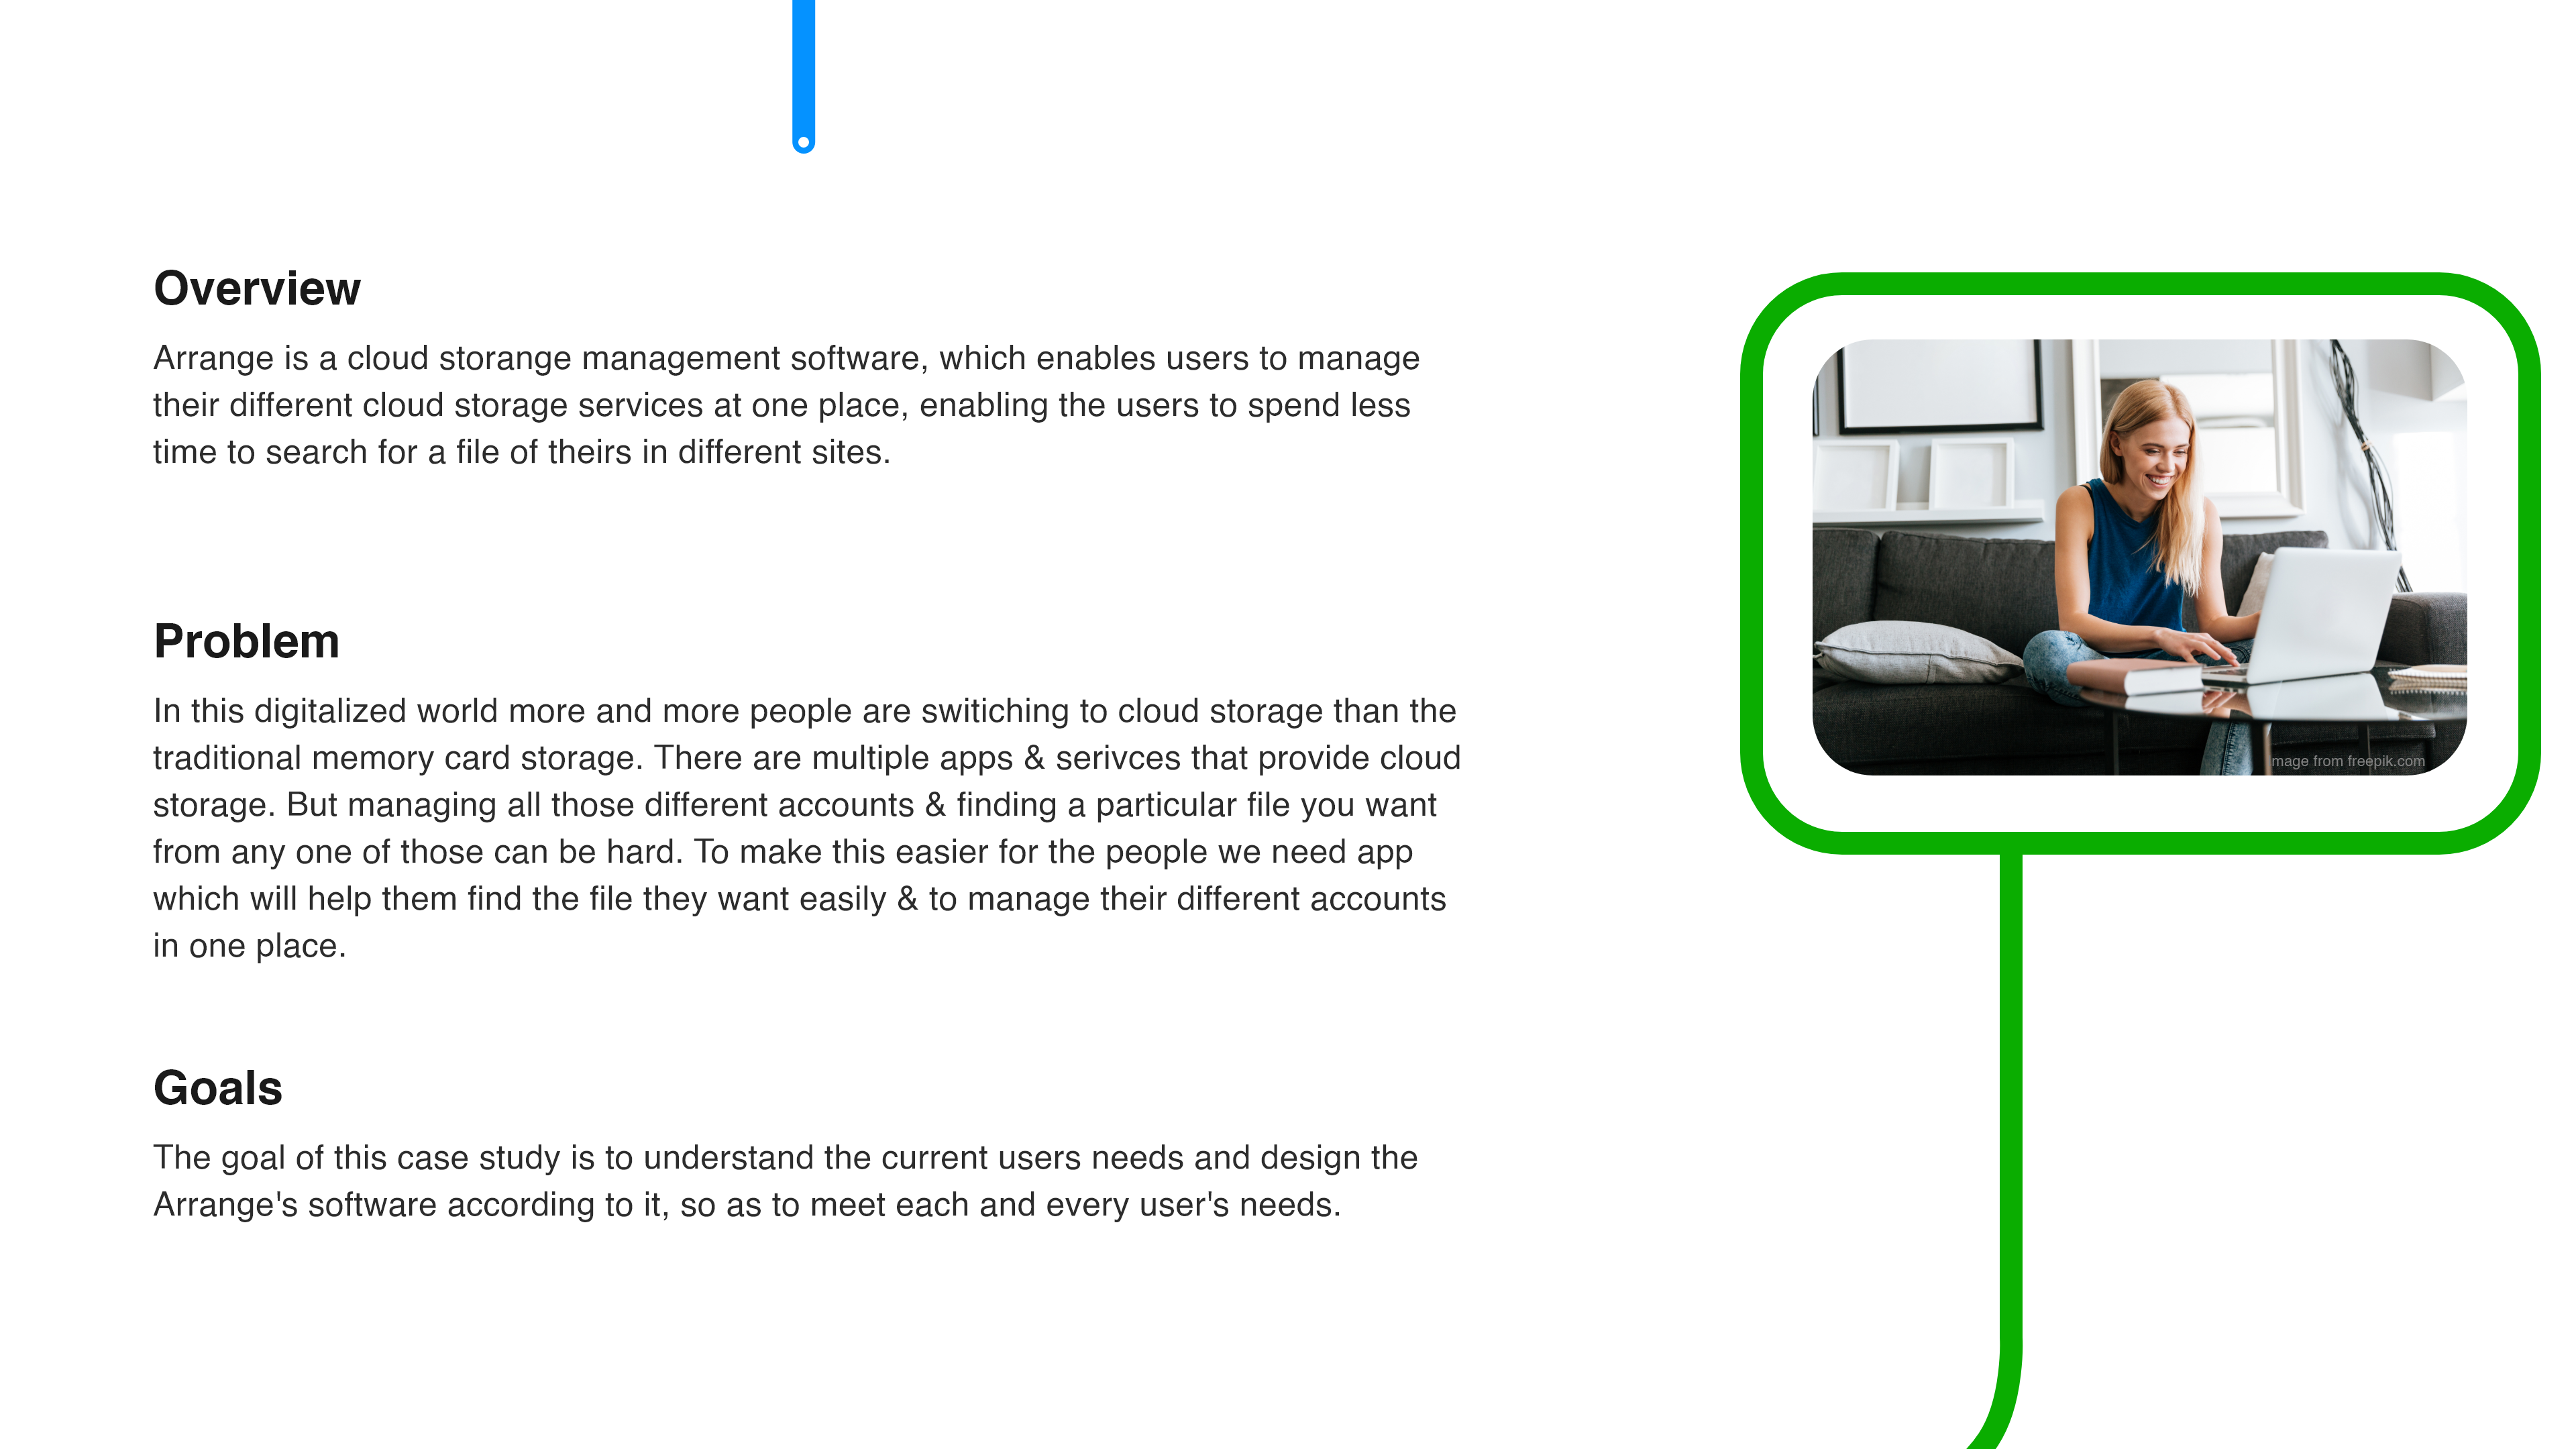 Overview
Arrange is a cloud storange management software, which enables users to manage
their different cloud storage services at one place, enabling the users to spend less
time to search for a file of theirs in different sites.
Problem
In this digitalized world more and more people are switiching to cloud storage than the
traditional memory card storage. There are multiple apps & serivces that provide cloud
storage. But managing all those different accounts & finding a particular file you want
from any one of those can be hard. To make this easier for the people we need app
which will help them find the file they want easily & to manage their different accounts
in one place.
Goals
The goal of this case study is to understand the current users needs and design the
Arrange's software according to it, so as to meet each and every user's needs.
mage from freepik.com